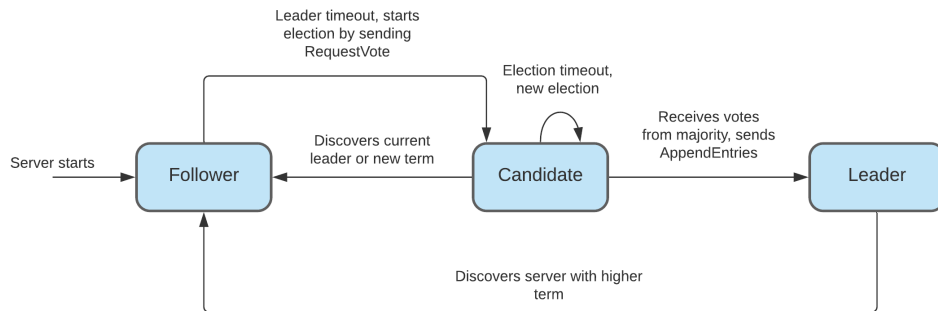 Leader timeout, starts
election by sending
RequestVote
Election timeout,
new election
Receives votes
from majority, sends
AppendEntries
Discovers current
leader or new term
Server starts
Follower
Candidate
Leader
Discovers server with higher
term